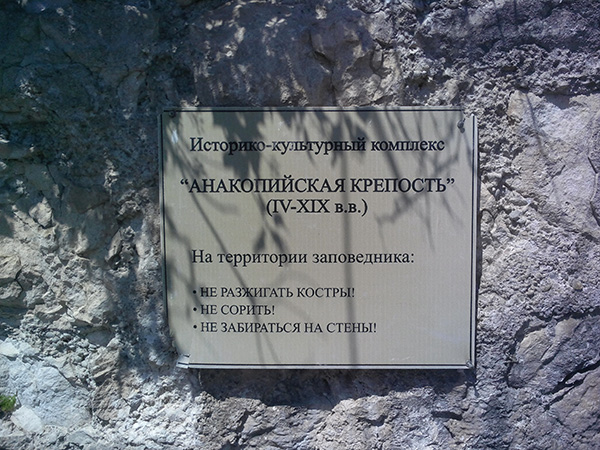 Историко-культурный комплекс
"АНАКОПИЙСКАЯ КРЕПОСТЬ"
(IV-XIX в.в.)
На территории заповедника:
• НЕ РАЗЖИГАТЬ КОСТРЫ!
• НЕ СОРИТЬ!
• НЕ ЗАБИРАТЬСЯ НА СТЕНЫ!